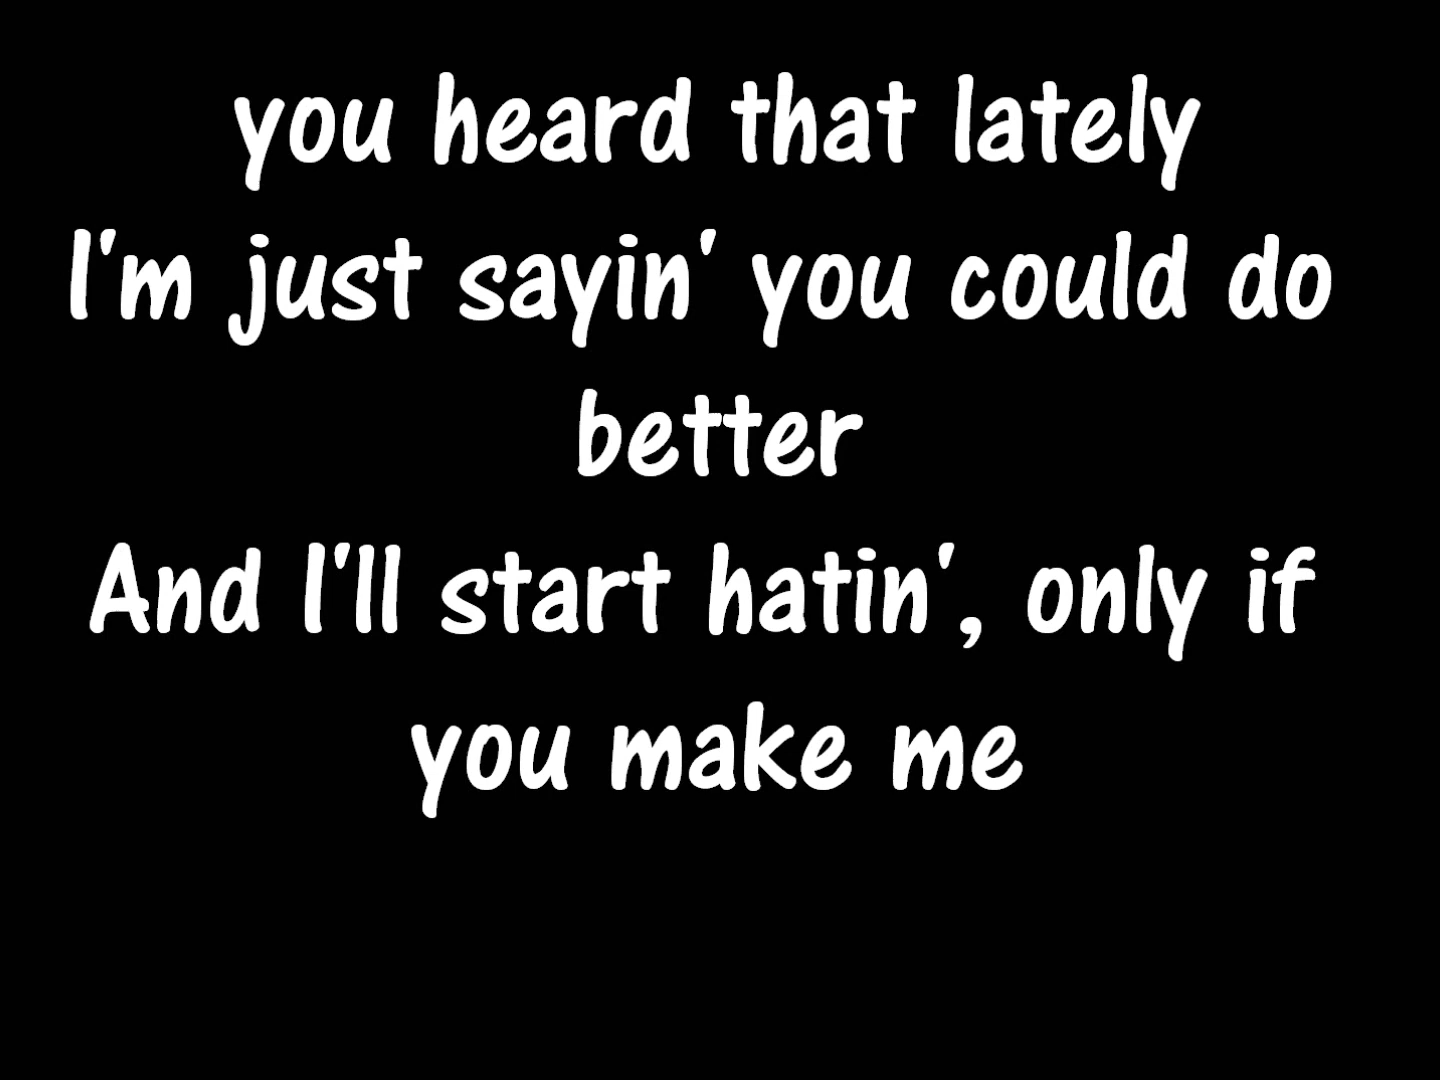 you heard that lately
I'm just sayin' you could do
better
And I'll start hatin', only if
you make me